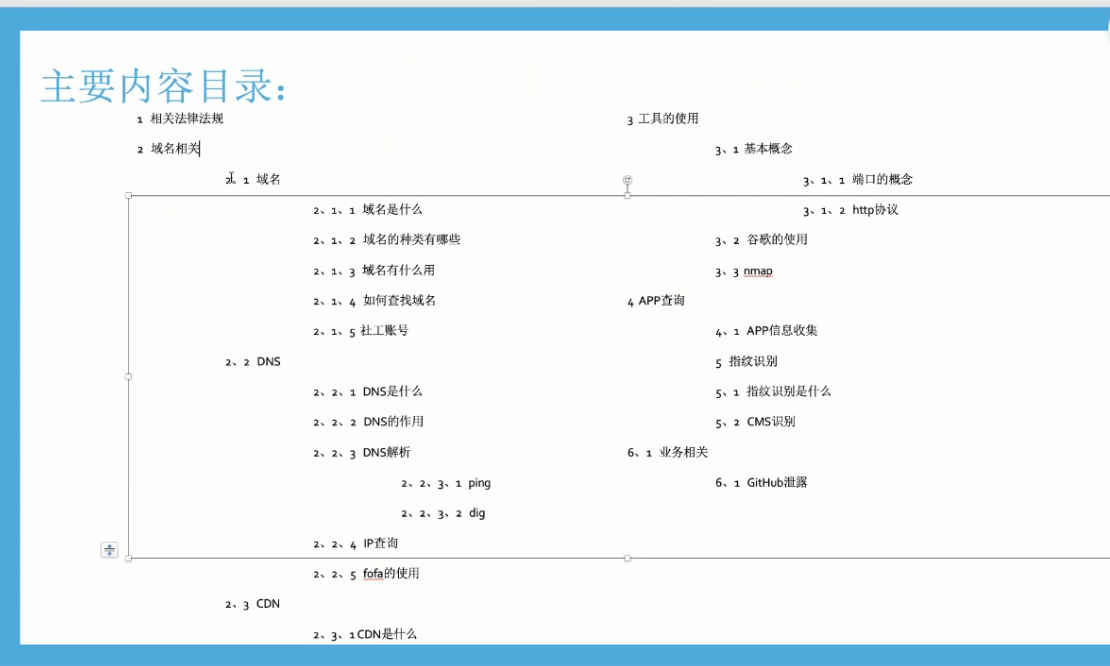 主要内容目录：
1 相关法律法规
2 域名相关
2、1 域名
2、1、1 域名是什么
2、1、2 域名的种类有哪些
2、1、3 域名有什么用
2、1、4 如何查找域名
2、1、5 社工账号
2、2 DNS
2、2、1 DNS是什么
2、2、2 DNS的作用
2、2、3 DNS解析
2、2、3、1 ping
2、2、3、2 dig
2、2、4 IP查询
2、2、5 fofa的使用
2、3 CDN
2、3、1CDN是什么
3 工具的使用
3、1 基本概念
3、1、1 端口的概念
3、1、2 http协议
3、2 谷歌的使用
3、3 nmap
4 APP查询
4、1 APP信息收集
5 指纹识别
5、1 指纹识别是什么
5、2 CMS识别
6、1 业务相关
6、1 GitHub泄露